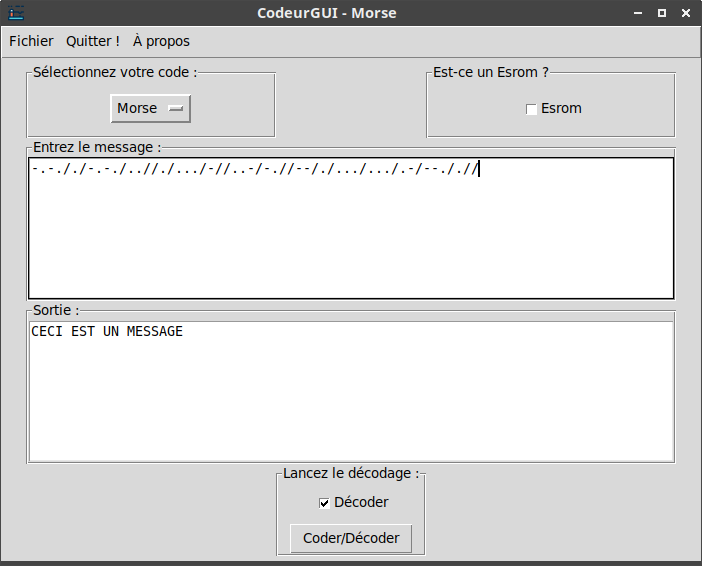 CodeurGUI - Morse
Fichier Quitter ! À propos
Sélectionnez votre code :
Est-ce un Esrom ?
Morse
Esrom
Entrez le message :
-.-././-.-./..//./.../-//..-/-.//--/./.../.../.-/--././/
Sortie :
CECI EST UN MESSAGE
Lancez le décodage :
Décoder
Coder/Décoder